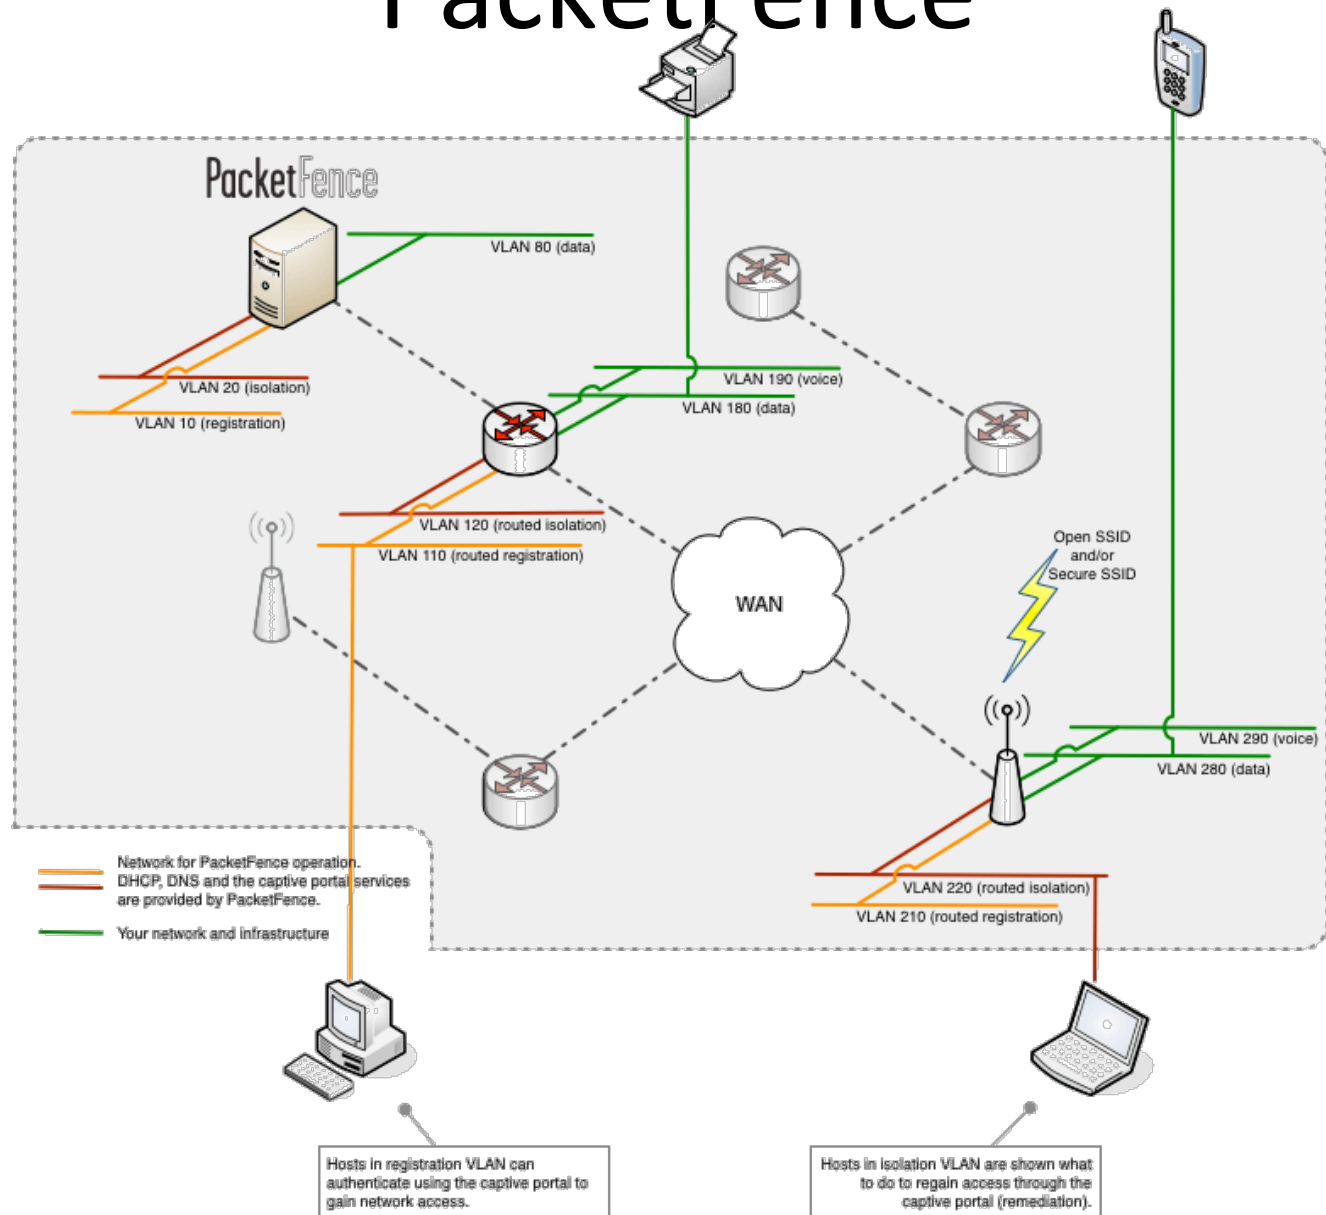 PacketFence
PacketFence
VLAN 80 (data)
VLAN 190 (voice)
VLAN 20 (isolation)
VLAN 180 (data)
VLAN 10 (registration)
VLAN 120 (routed isolation)
VLAN 110 (routed registration)
Open SSID
and/or
Secure SSID
WAN
VLAN 290 (voice)
VLAN 280 (data)
Network for PacketFence operation.
DHCP, DNS and the captive portal services
are provided by PacketFence.
Your network and infrastructure
VLAN 220 (routed isolation)
VLAN 210 (routed registration)
Hosts in registration VLAN can
authenticate using the captive portal to
gain network access.
Hosts in isolation VLAN are shown what
to do to regain access through the
captive portal (remediation).